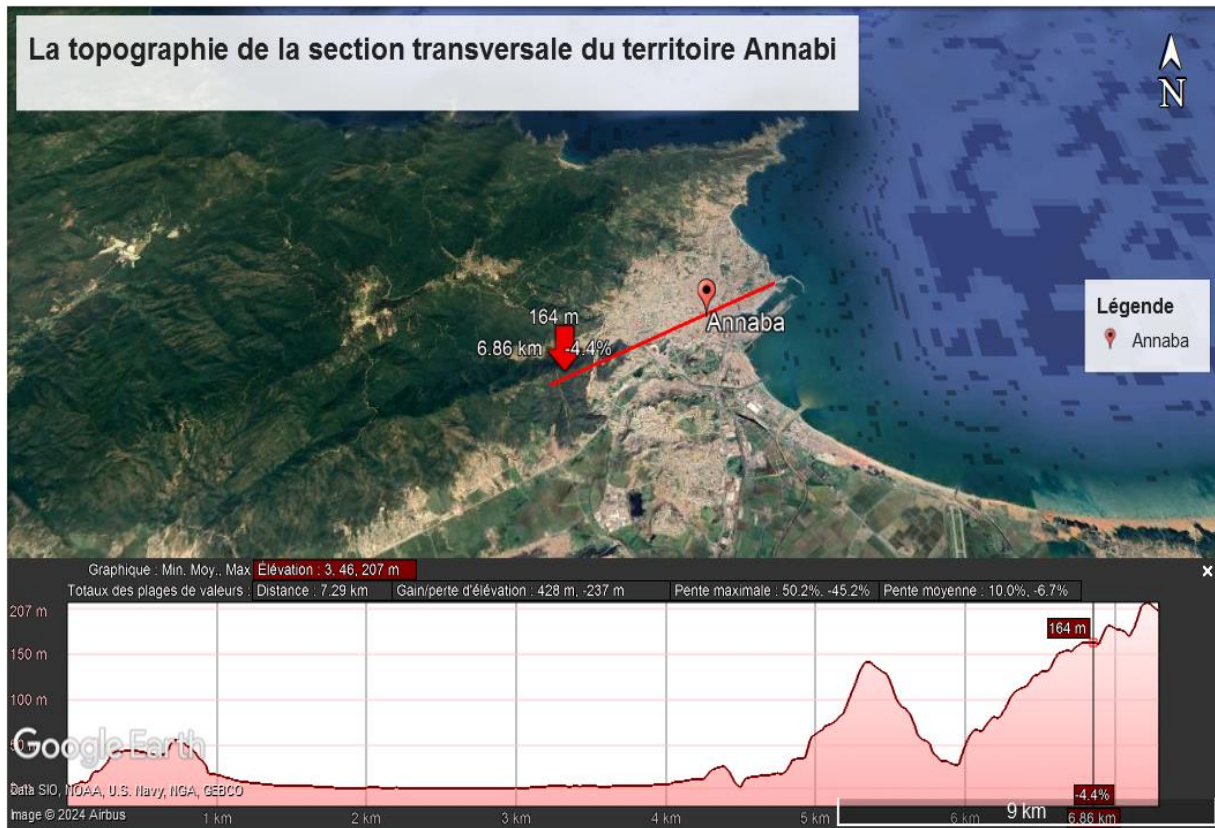 La topographie de la section transversale du territoire Annabi
N
Légende
Annaba
Annaba
164 m
6.86 km -4.4%
Graphique : Min. Moy., Max Élévation : 3, 46, 207 m
Totaux des plages de valeurs : Distance : 7.29 km Gain/perte d'élévation : 428 m, -237 m Pente maximale : 50.2%, -45.2% Pente moyenne : 10.0%, -6.7%
207 m
164 m
150 m
100 m
Google Earth
Data SIO, NOAA, U.S. Navy, NGA, GEBCO
-4.4%
Image © 2024 Airbus
1 km 2 km 3 km 4 km 5 km 6 km 6.86 km
9 km